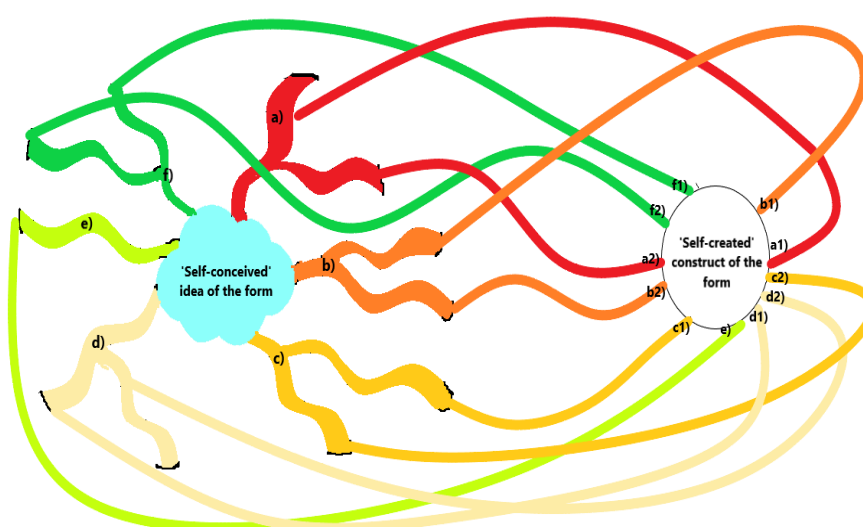 a)
f)
f1)
b1)
f2)
e)
'Self-created'
a1)
b)
a2)
construct of the
'Self-conceived'
form
c2)
idea of the form
b2)
d2)
d1)
c1)
e)
d)
c)